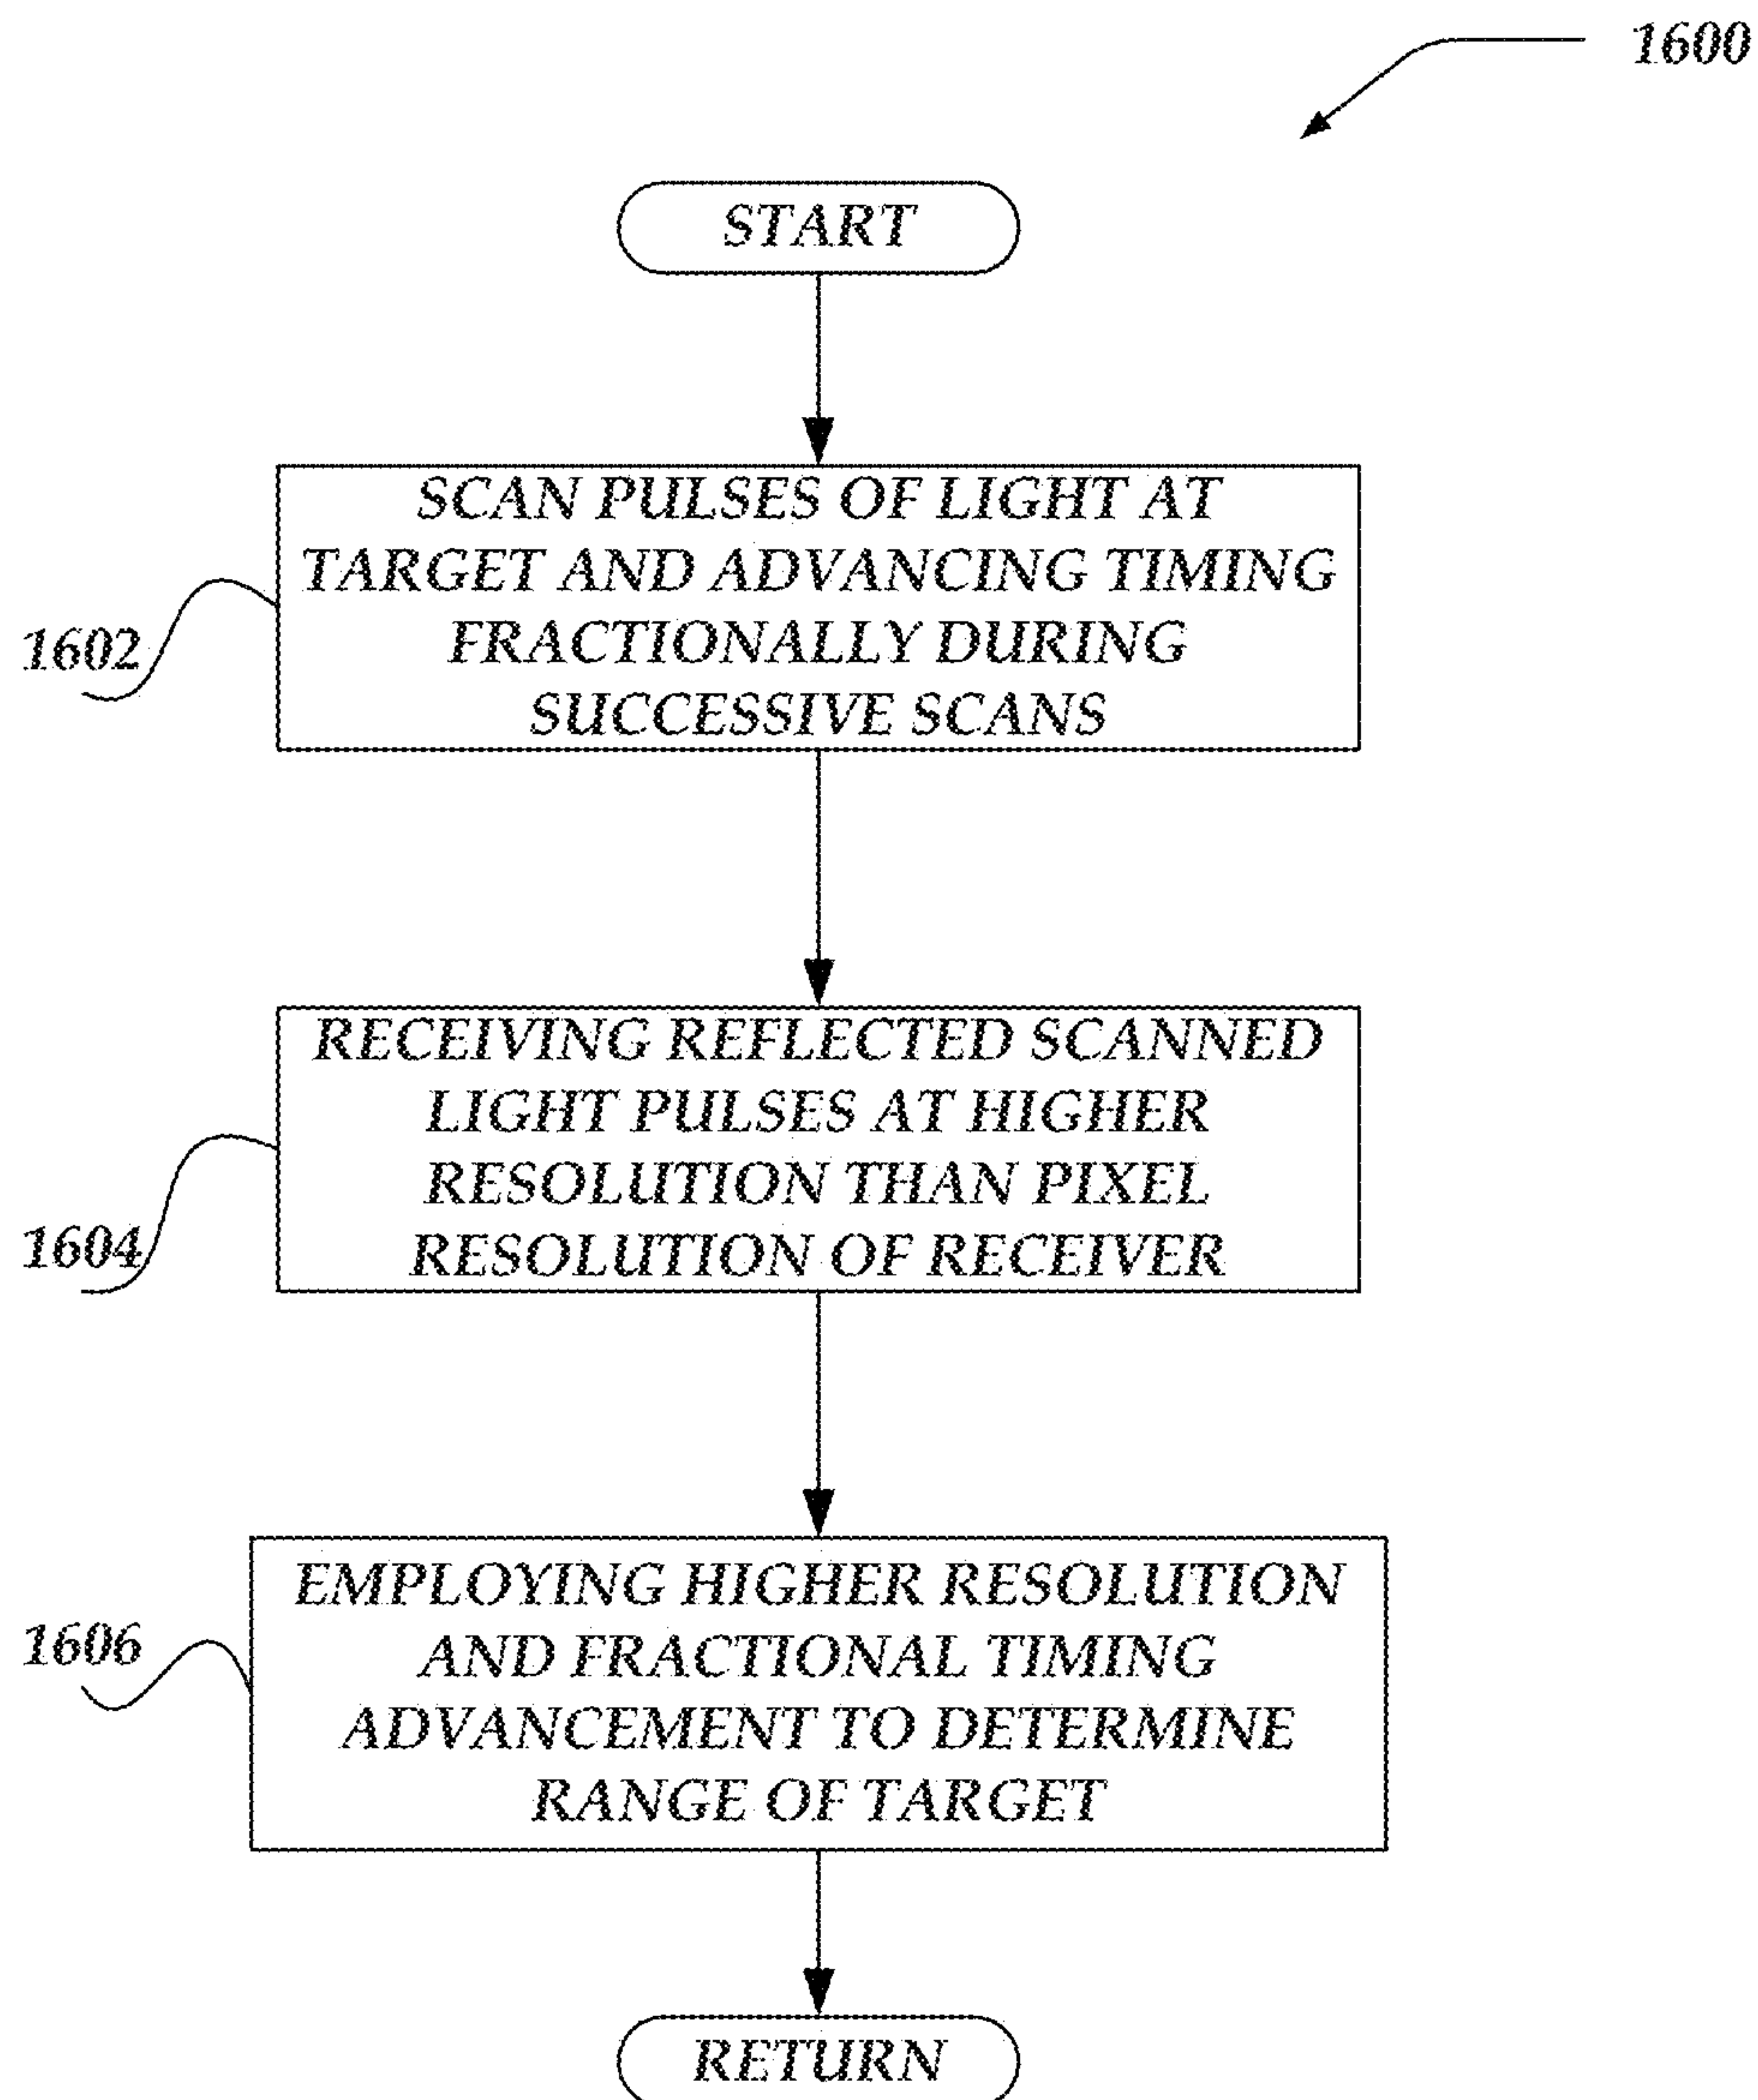 1600
START
SCAN PULSES OF LIGHT AT
TARGET AND ADVANCING TIMING
FRACTIONALLY DURING
SUCCESSIVE SCANS
1602
RECEIVING REFLECTED SCANNED
LIGHT PULSES AT HIGHER
RESOLUTION THAN PIXEL
RESOLUTION OF RECEIVER
1604
EMPLOYING HIGHER RESOLUTION
AND FRACTIONAL TIMING
ADVANCEMENT TO DETERMINE
RANGE OF TARGET
1606
RETURN